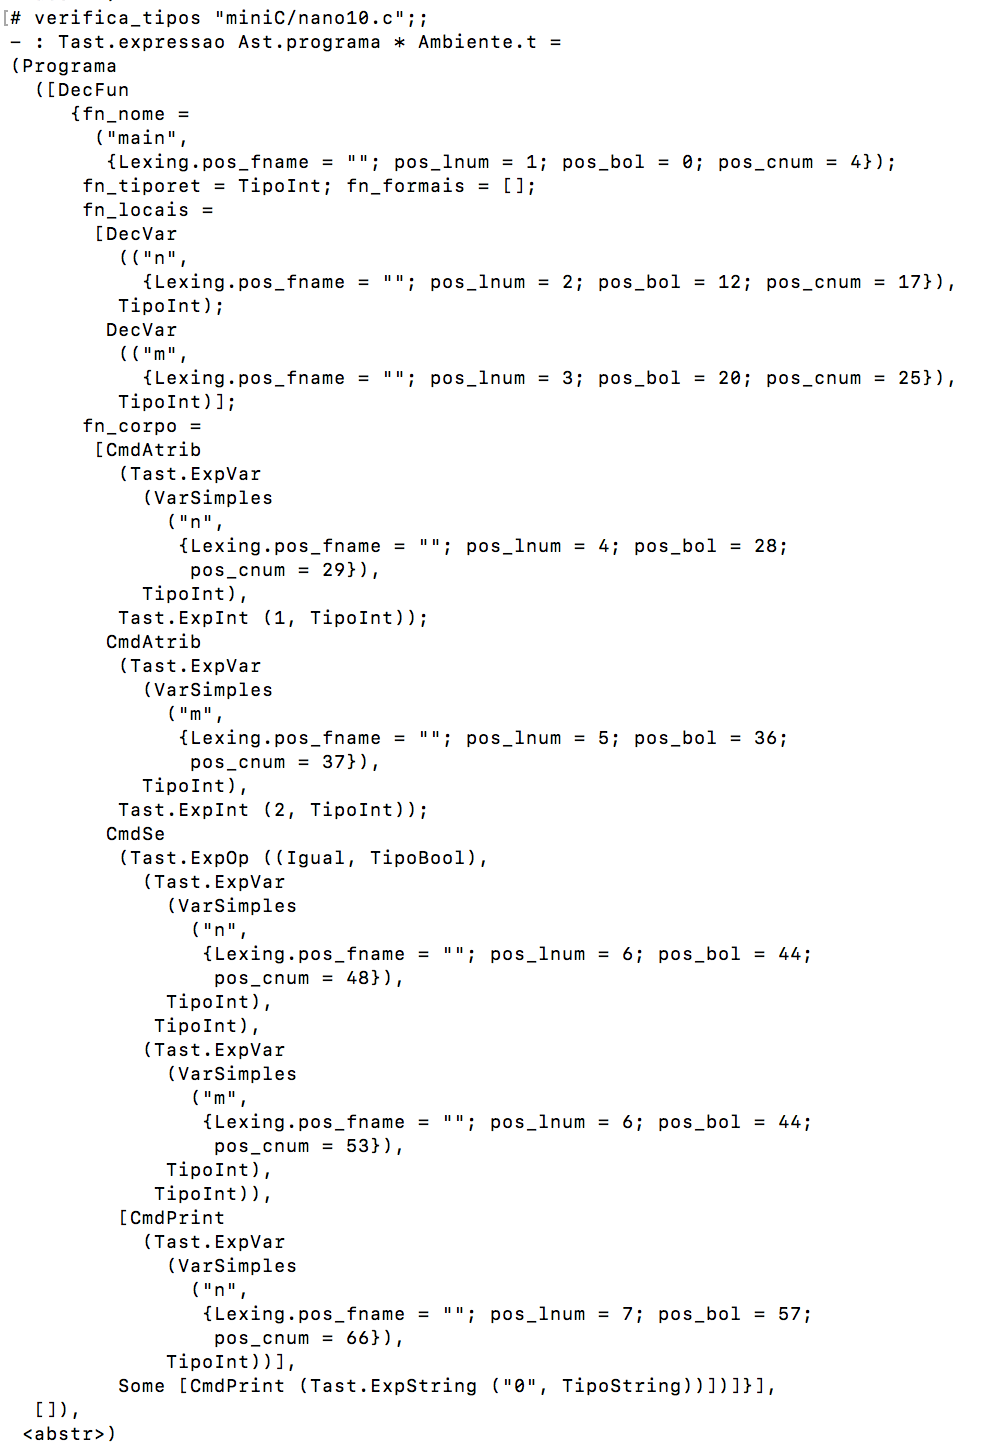 [# verifica_tipos "miniC/nano10.c";;
- : Tast.expressao Ast.programa * Ambiente.t =
(Programa
  ([DecFun
     {fn_nome =
       ("main",
        {Lexing.pos_fname = ""; pos_lnum = 1; pos_bol = 0; pos_cnum = 4});
      fn_tiporet = TipoInt; fn_formais = [];
      fn_locais =
       [DecVar
         (("n",
           {Lexing.pos_fname = ""; pos_lnum = 2; pos_bol = 12; pos_cnum = 17}),
         TipoInt);
        DecVar
         (("m",
           {Lexing.pos_fname = ""; pos_lnum = 3; pos_bol = 20; pos_cnum = 25}),
         TipoInt)];
      fn_corpo =
       [CmdAtrib
         (Tast.ExpVar
           (VarSimples
             ("n",
              {Lexing.pos_fname = ""; pos_lnum = 4; pos_bol = 28;
               pos_cnum = 29}),
           TipoInt),
         Tast.ExpInt (1, TipoInt));
        CmdAtrib
         (Tast.ExpVar
           (VarSimples
             ("m",
              {Lexing.pos_fname = ""; pos_lnum = 5; pos_bol = 36;
               pos_cnum = 37}),
           TipoInt),
         Tast.ExpInt (2, TipoInt));
        CmdSe
         (Tast.ExpOp ((Igual, TipoBool),
           (Tast.ExpVar
             (VarSimples
               ("n",
                {Lexing.pos_fname = ""; pos_lnum = 6; pos_bol = 44;
                 pos_cnum = 48}),
             TipoInt),
            TipoInt),
           (Tast.ExpVar
             (VarSimples
               ("m",
                {Lexing.pos_fname = ""; pos_lnum = 6; pos_bol = 44;
                 pos_cnum = 53}),
             TipoInt),
            TipoInt)),
         [CmdPrint
           (Tast.ExpVar
             (VarSimples
               ("n",
                {Lexing.pos_fname = ""; pos_lnum = 7; pos_bol = 57;
                 pos_cnum = 66}),
             TipoInt))],
         Some [CmdPrint (Tast.ExpString ("0", TipoString))])]}],
  []),
 <abstr>)